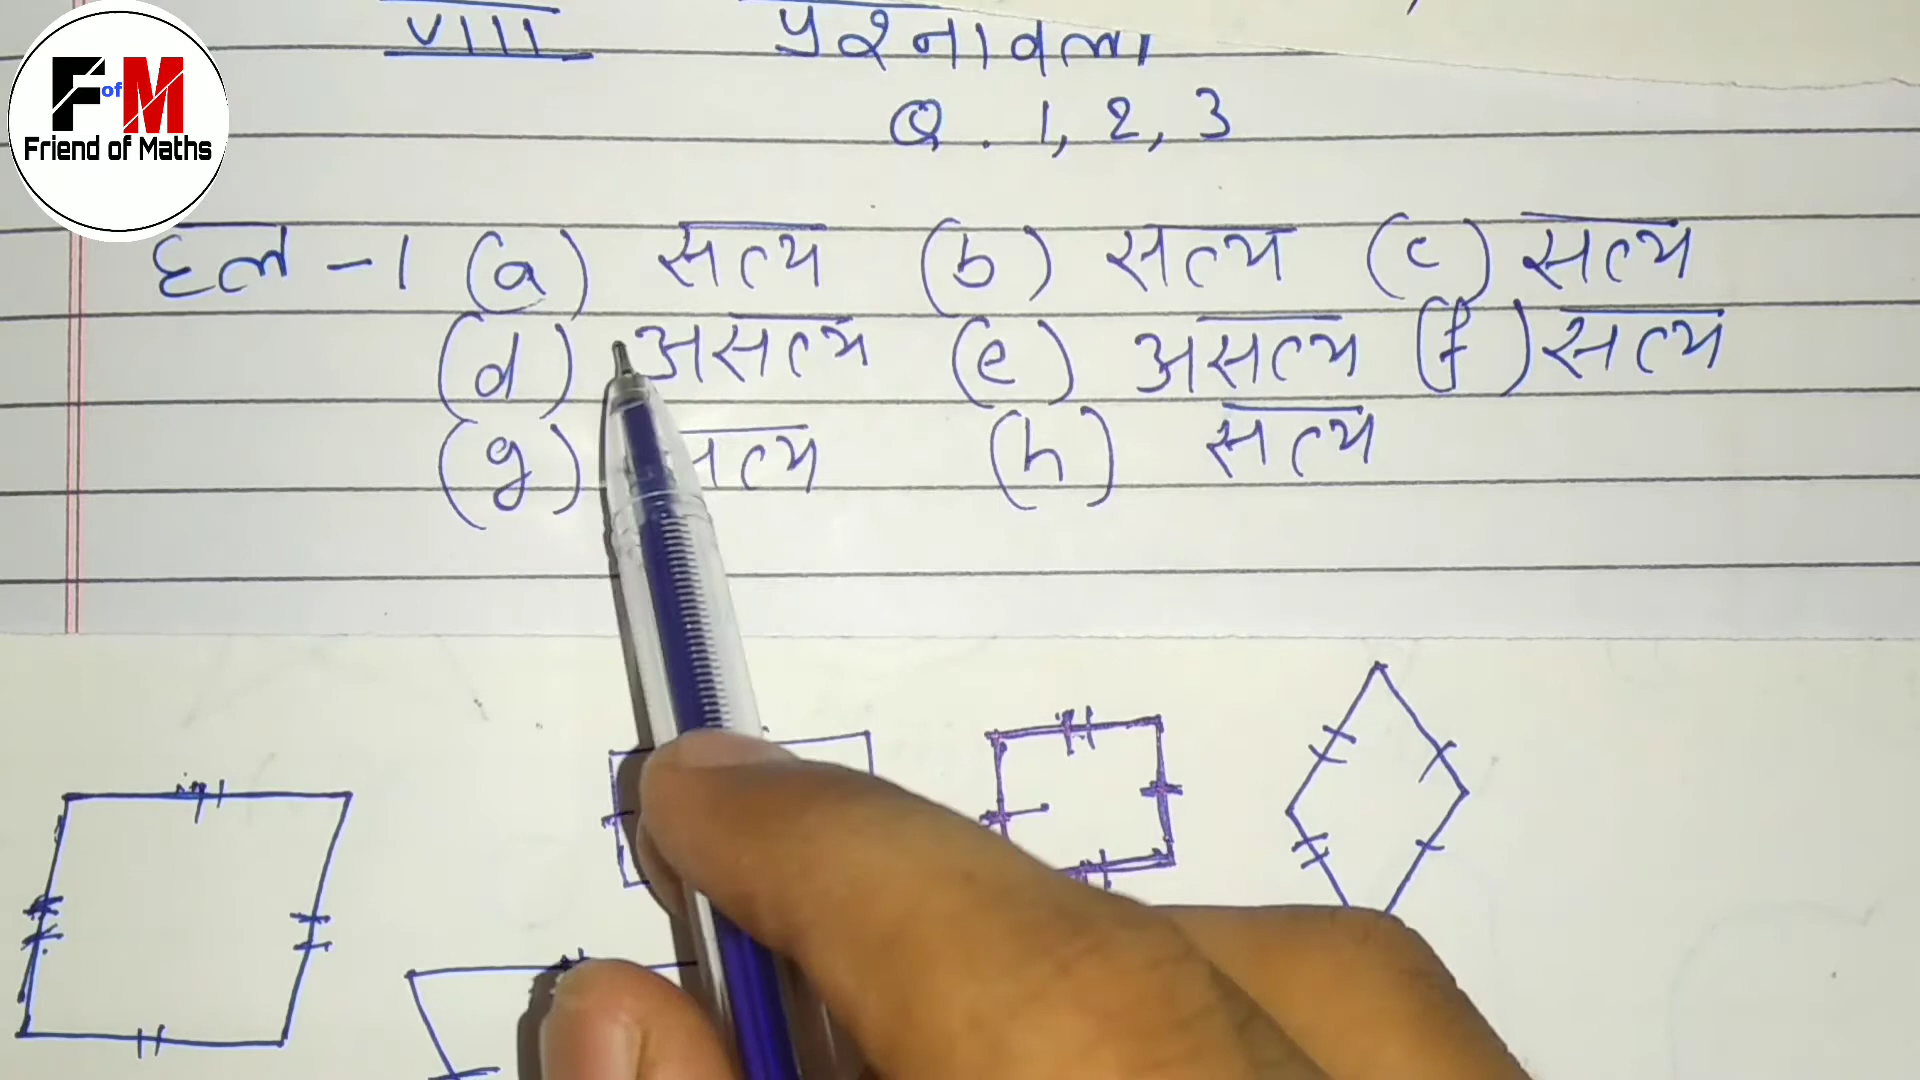 VIII प्रश्नावली
Q. 1, 2, 3
F of M
Friend of Maths
हल - 1 (a) सत्य (b) सत्य (c) सत्य
(d) असत्य (e) असत्य (f) सत्य
(g) सत्य (h) सत्य